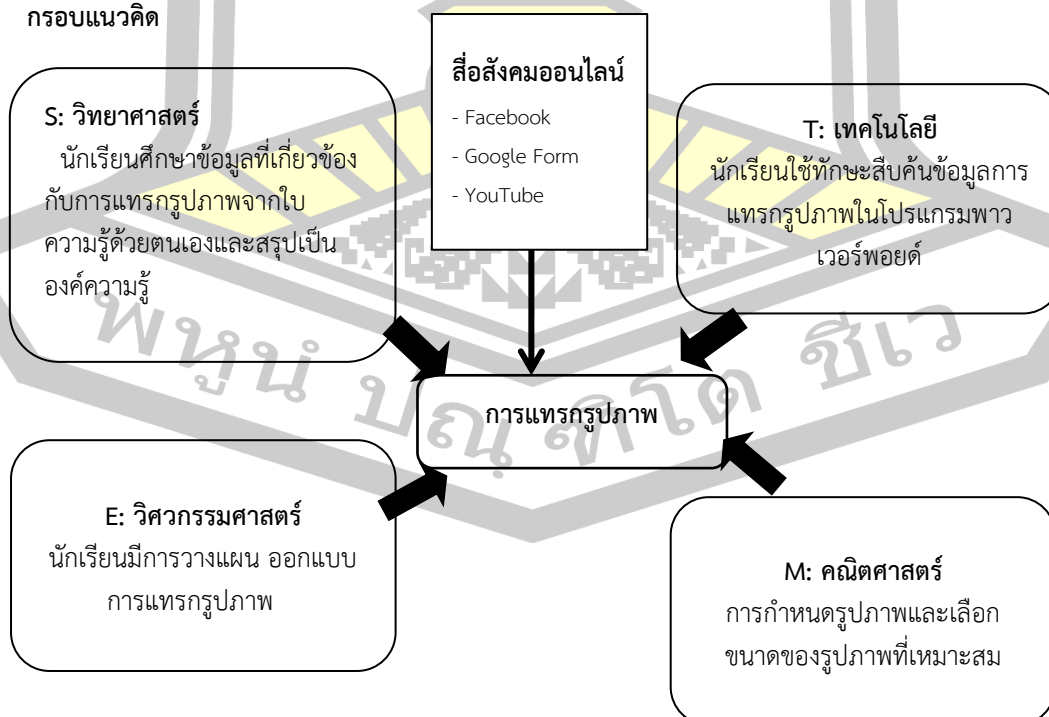 กรอบแนวคิด
สื่อสังคมออนไลน์
- Facebook
- Google Form
- YouTube
S: วิทยาศาสตร์
นักเรียนศึกษาข้อมูลที่เกี่ยวข้อง
กับการแทรกรูปภาพจากใบ
ความรู้ด้วยตนเองและสรุปเป็น
องค์ความรู้
T: เทคโนโลยี
นักเรียนใช้ทักษะสืบค้นข้อมูลการ
แทรกรูปภาพในโปรแกรมพาว
เวอร์พอยด์
พหูนํ ปณฺฑิโต ชีเว
การแทรกรูปภาพ
E: วิศวกรรมศาสตร์
นักเรียนมีการวางแผน ออกแบบ
การแทรกรูปภาพ
M: คณิตศาสตร์
การกำหนดรูปภาพและเลือก
ขนาดของรูปภาพที่เหมาะสม